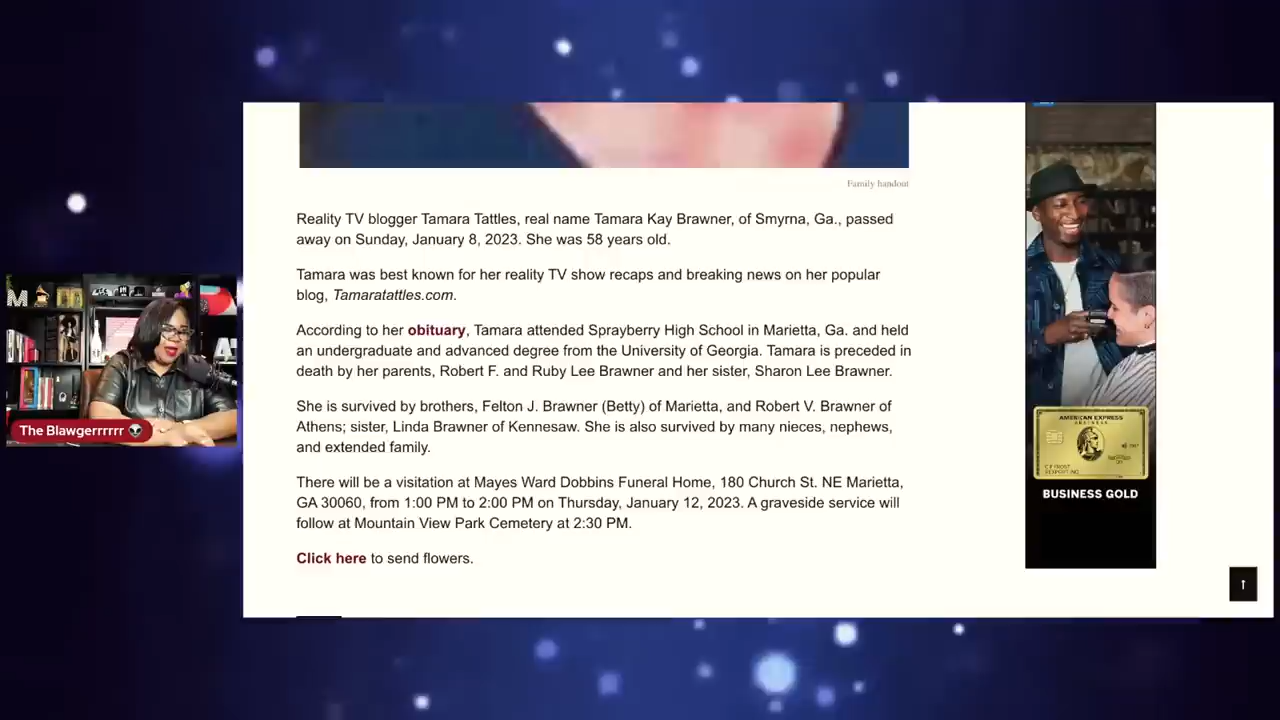 Family handout
Reality TV blogger Tamara Tattles, real name Tamara Kay Brawner, of Smyrna, Ga., passed
away on Sunday, January 8, 2023. She was 58 years old.
Tamara was best known for her reality TV show recaps and breaking news on her popular
blog, Tamaratattles.com.
According to her obituary, Tamara attended Sprayberry High School in Marietta, Ga. and held
an undergraduate and advanced degree from the University of Georgia. Tamara is preceded in
death by her parents, Robert F. and Ruby Lee Brawner and her sister, Sharon Lee Brawner.
She is survived by brothers, Felton J. Brawner (Betty) of Marietta, and Robert V. Brawner of
Athens; sister, Linda Brawner of Kennesaw. She is also survived by many nieces, nephews,
and extended family.
There will be a visitation at Mayes Ward Dobbins Funeral Home, 180 Church St. NE Marietta,
GA 30060, from 1:00 PM to 2:00 PM on Thursday, January 12, 2023. A graveside service will
follow at Mountain View Park Cemetery at 2:30 PM.
Click here to send flowers.
The Blawgerrrrrr 👽
AMERICAN EXPRESS
BUSINESS
C F FROST
BUSINESS GOLD
↑